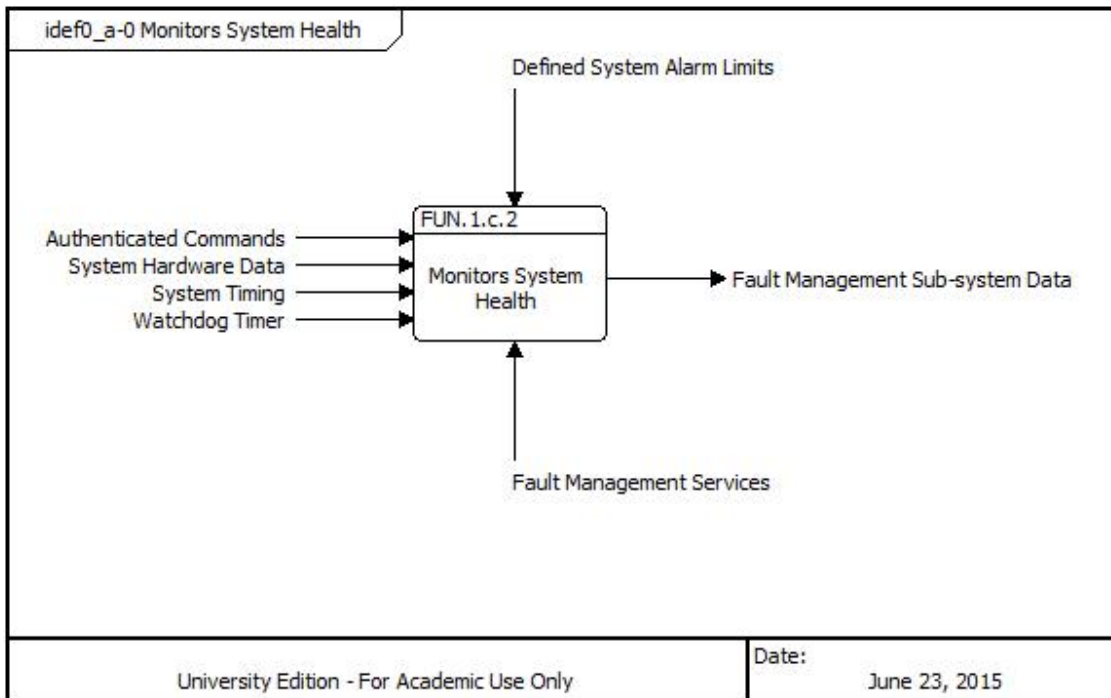 idef0_a-0 Monitors System Health
Defined System Alarm Limits
FUN.1.c.2
Authenticated Commands
System Hardware Data
System Timing
Watchdog Timer
Monitors System
Health
Fault Management Sub-system Data
Fault Management Services
University Edition - For Academic Use Only
Date:
June 23, 2015